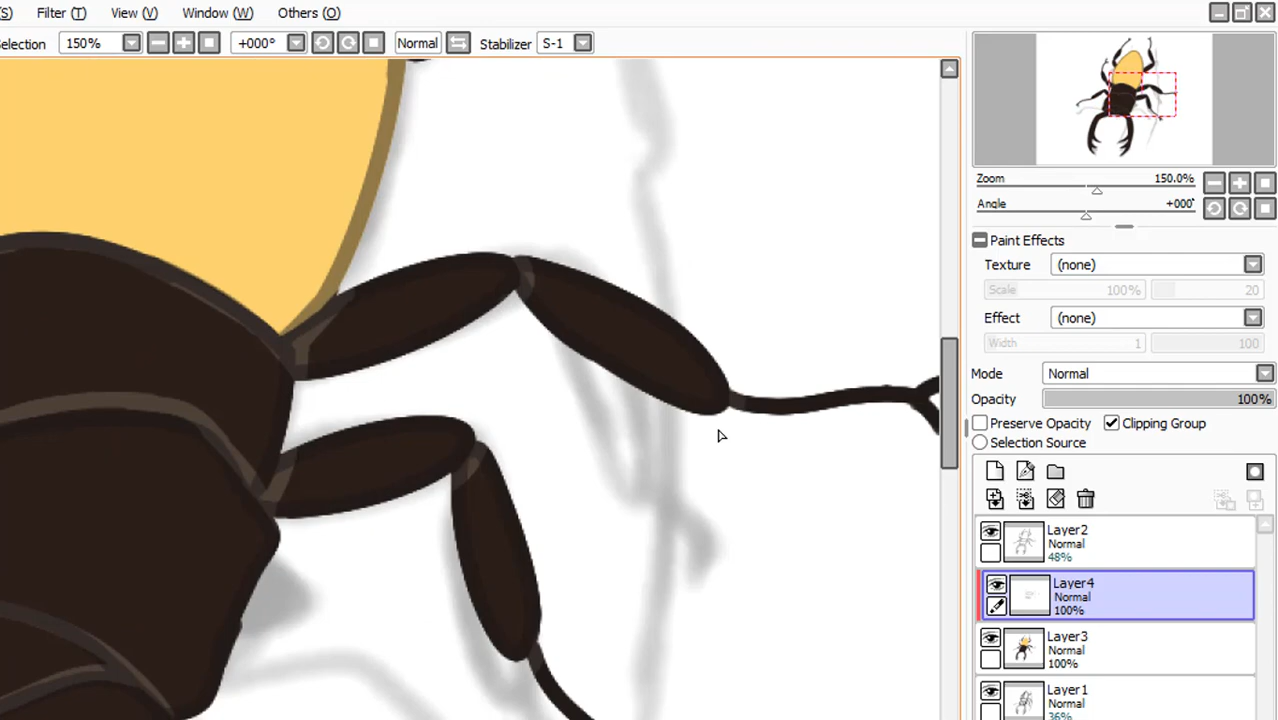 (S) Filter (T) View (V) Window (W) Others (O)
Selection 150% +000° Normal Stabilizer S-1
Zoom 150.0%
Angle +000°
Paint Effects
Texture (none)
Scale 100% 20
Effect (none)
Width 1 100
Mode Normal
Opacity 100%
Preserve Opacity Clipping Group
Selection Source
Layer2
Normal
48%
Layer4
Normal
100%
Layer3
Normal
100%
Layer1
Normal
36%